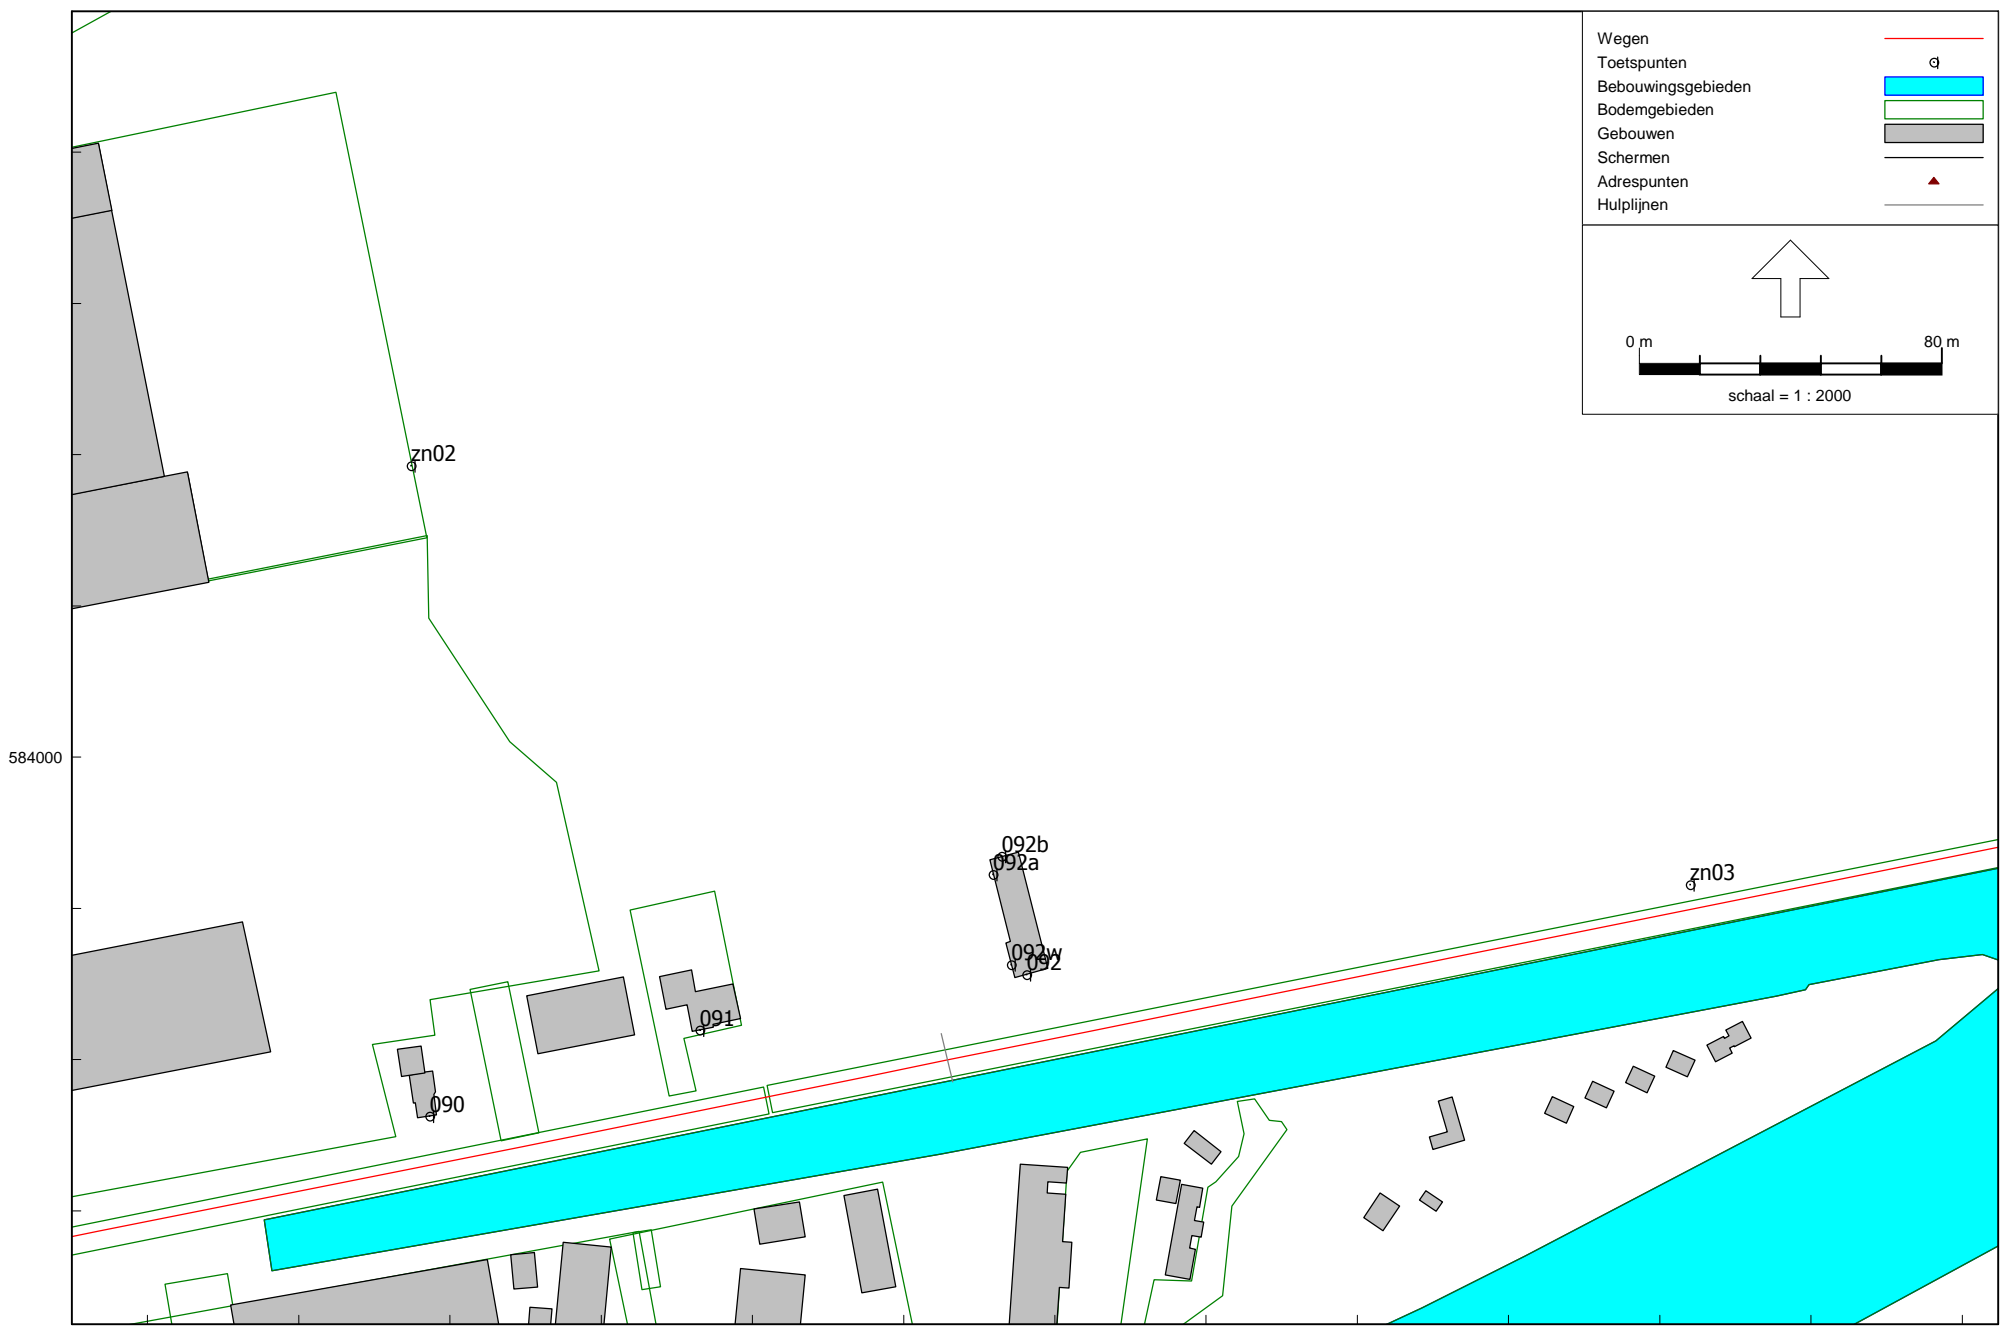 Wegen
Toetspunten
Bebouwingsgebieden
Bodemgebieden
Gebouwen
Schermen
Adrespunten
Hulplijnen
0 m 80 m
schaal = 1 : 2000
zn02
584000
092b
092a
zn03
092w
092
091
090